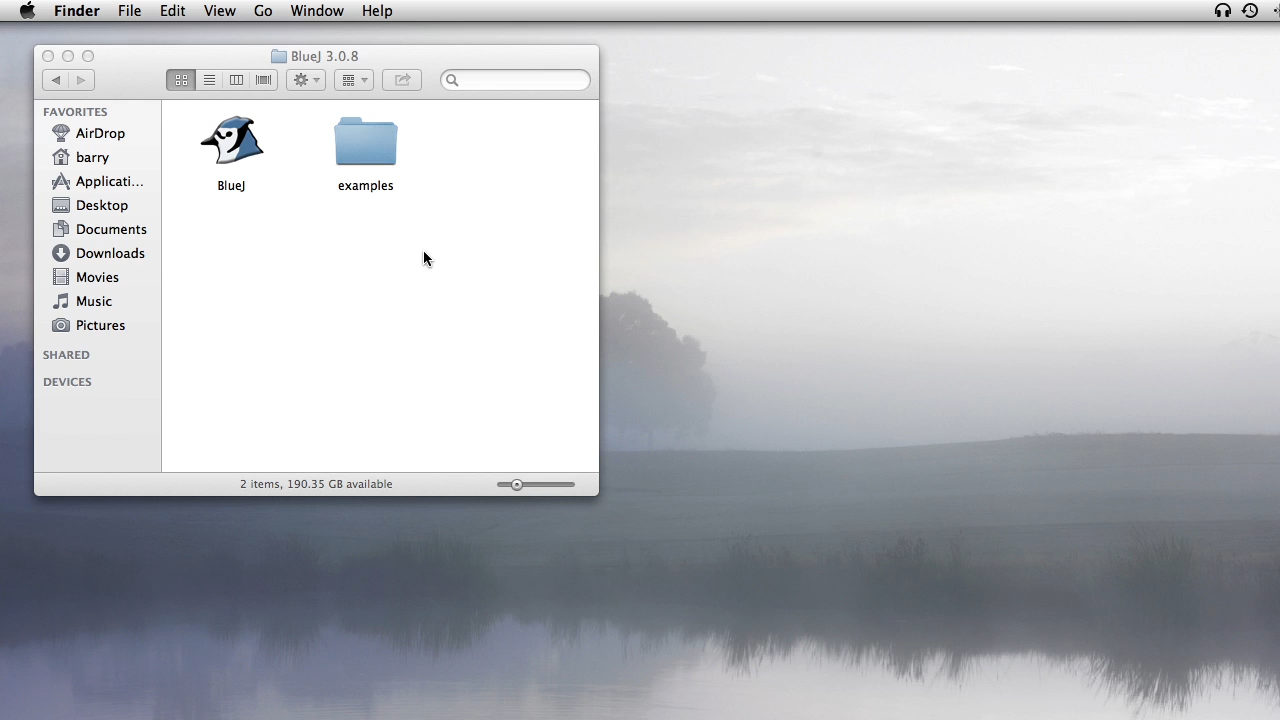 Finder File Edit View Go Window Help
BlueJ 3.0.8
FAVORITES
AirDrop
barry
Applicati...
Desktop
Documents
Downloads
Movies
Music
Pictures
SHARED
DEVICES
BlueJ
examples
2 items, 190.35 GB available